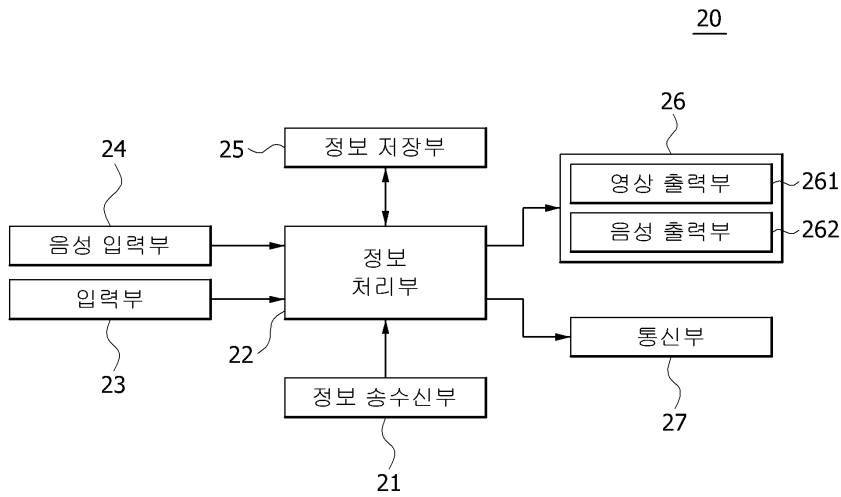 20
26
24
25
정보 저장부
영상 출력부
261
음성 출력부
262
음성 입력부
정보
처리부
입력부
22
23
통신부
27
정보 송수신부
21